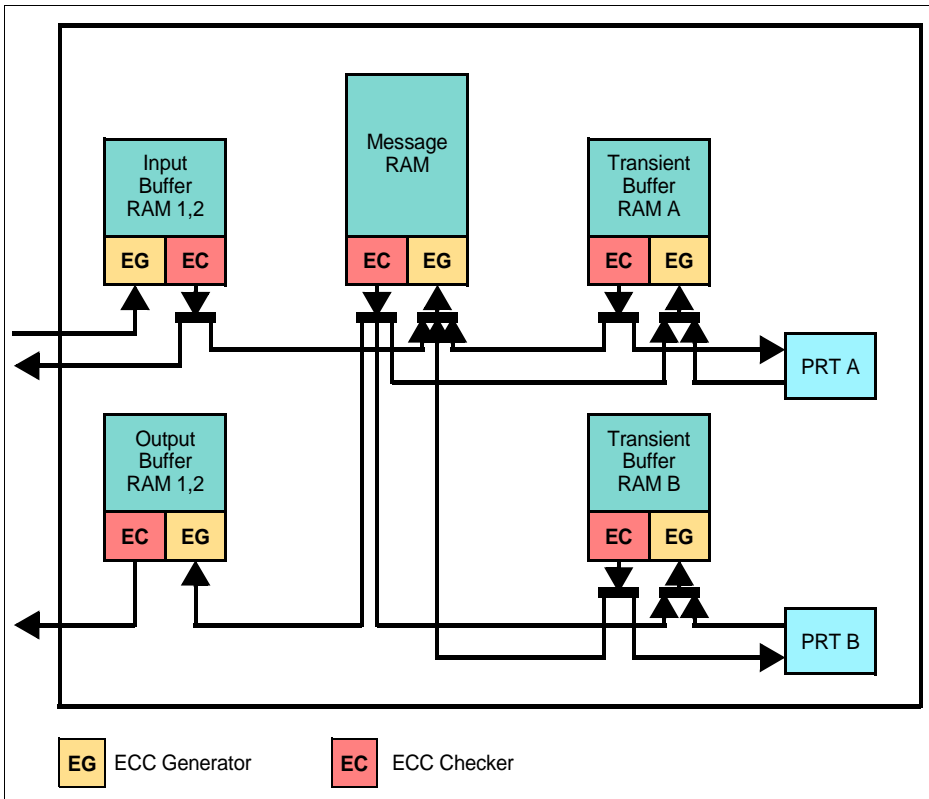 Message
RAM
Input
Buffer
RAM 1,2
Transient
Buffer
RAM A
EG
EC
EC
EG
EC
EG
PRT A
Output
Buffer
RAM 1,2
Transient
Buffer
RAM B
EC
EG
EC
EG
PRT B
EG
ECC Generator
EC
ECC Checker